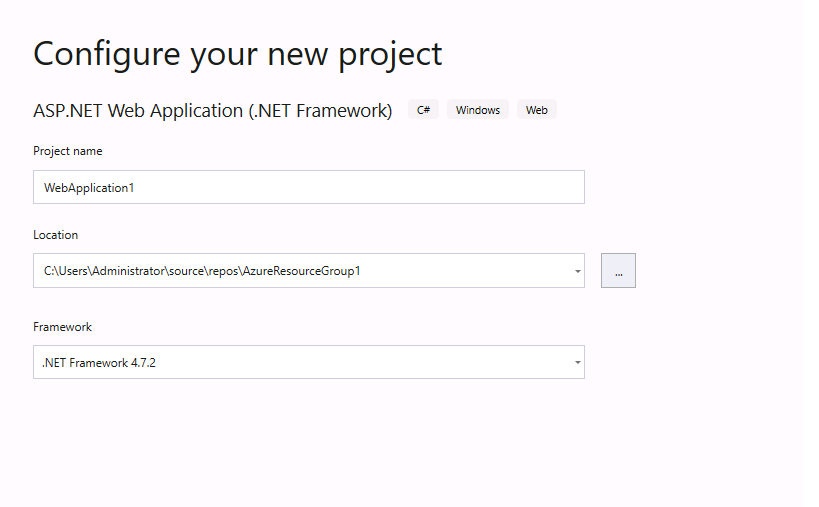 Configure your new project
ASP.NET Web Application (.NET Framework) C# Windows Web
Project name
WebApplication1
Location
C:\Users\Administrator\source\repos\AzureResourceGroup1
...
Framework
.NET Framework 4.7.2